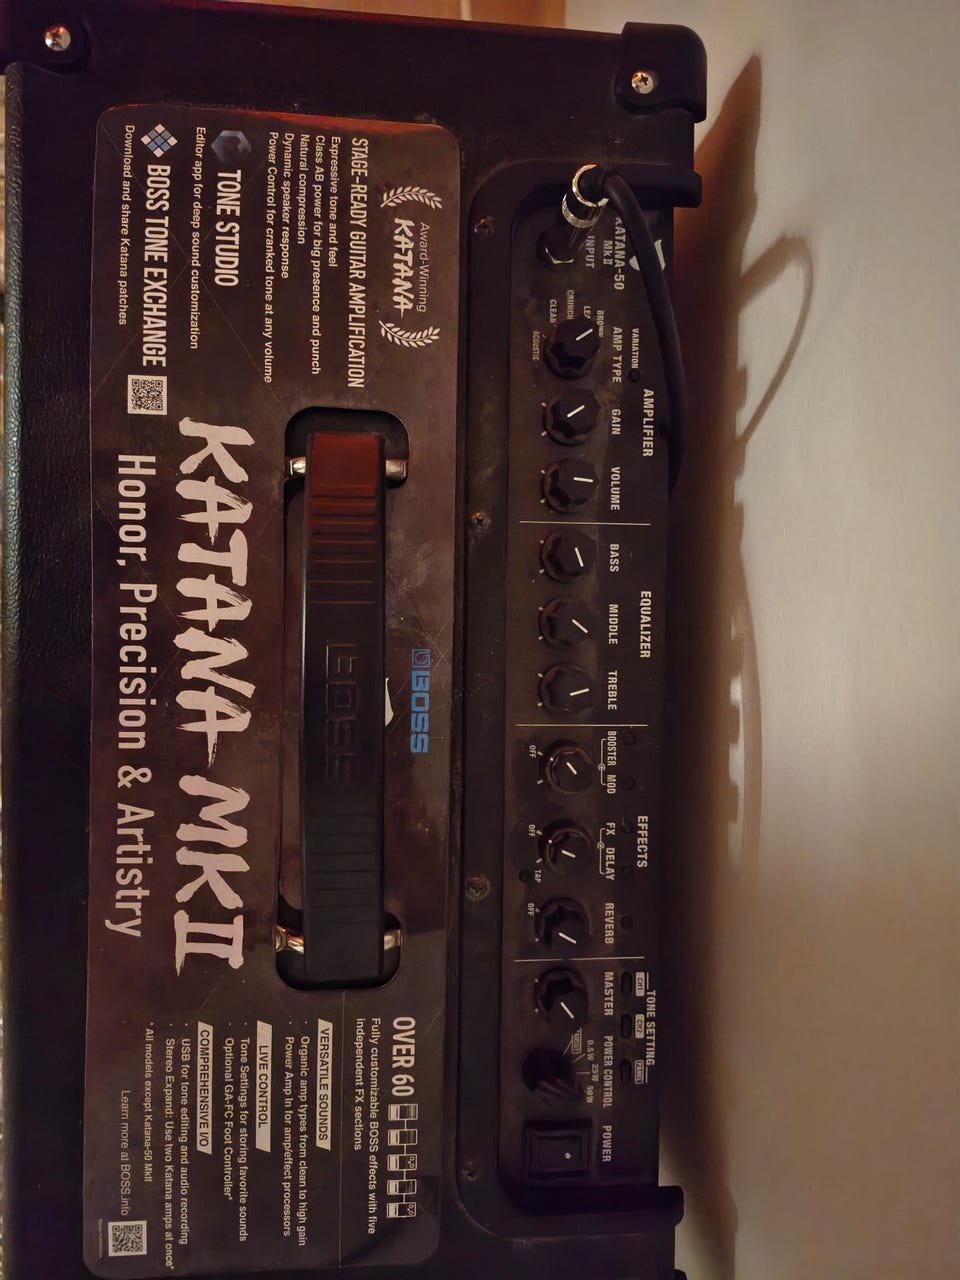 Award-Winning
KATANA
STAGE-READY GUITAR AMPLIFICATION
Expressive tone and feel
Class AB power for big presence and punch
Natural compression
Dynamic speaker response
Power Control for cranked tone at any volume
TONE STUDIO
Editor app for deep sound customization
BOSS TONE EXCHANGE
Download and share Katana patches
BOSS
BOSS
KATANA MKII
Honor, Precision & Artistry
OVER 60
Fully customizable BOSS effects with five
independent FX sections
VERSATILE SOUNDS
· Organic amp types from clean to high gain
· Power Amp In for amp/effect processors
LIVE CONTROL
· Tone Settings for storing favorite sounds
· Optional GA-FC Foot Controller*
COMPREHENSIVE I/O
· USB for tone editing and audio recording
· Stereo Expand: Use two Katana amps at once*
* All models except Katana-50 MkII
Learn more at BOSS.info
KATANA-50
MkII
INPUT
AMPLIFIER
VARIATION
AMP TYPE
ACOUSTIC
CLEAN
CRUNCH
GAIN
VOLUME
EQUALIZER
BASS
MIDDLE
TREBLE
EFFECTS
BOOSTER MOD
OFF
FX DELAY
OFF
TAP
REVERB
OFF
TONE SETTING
CH1
CH2
PANEL
MASTER
POWER CONTROL
0.5W
25W
50W
POWER